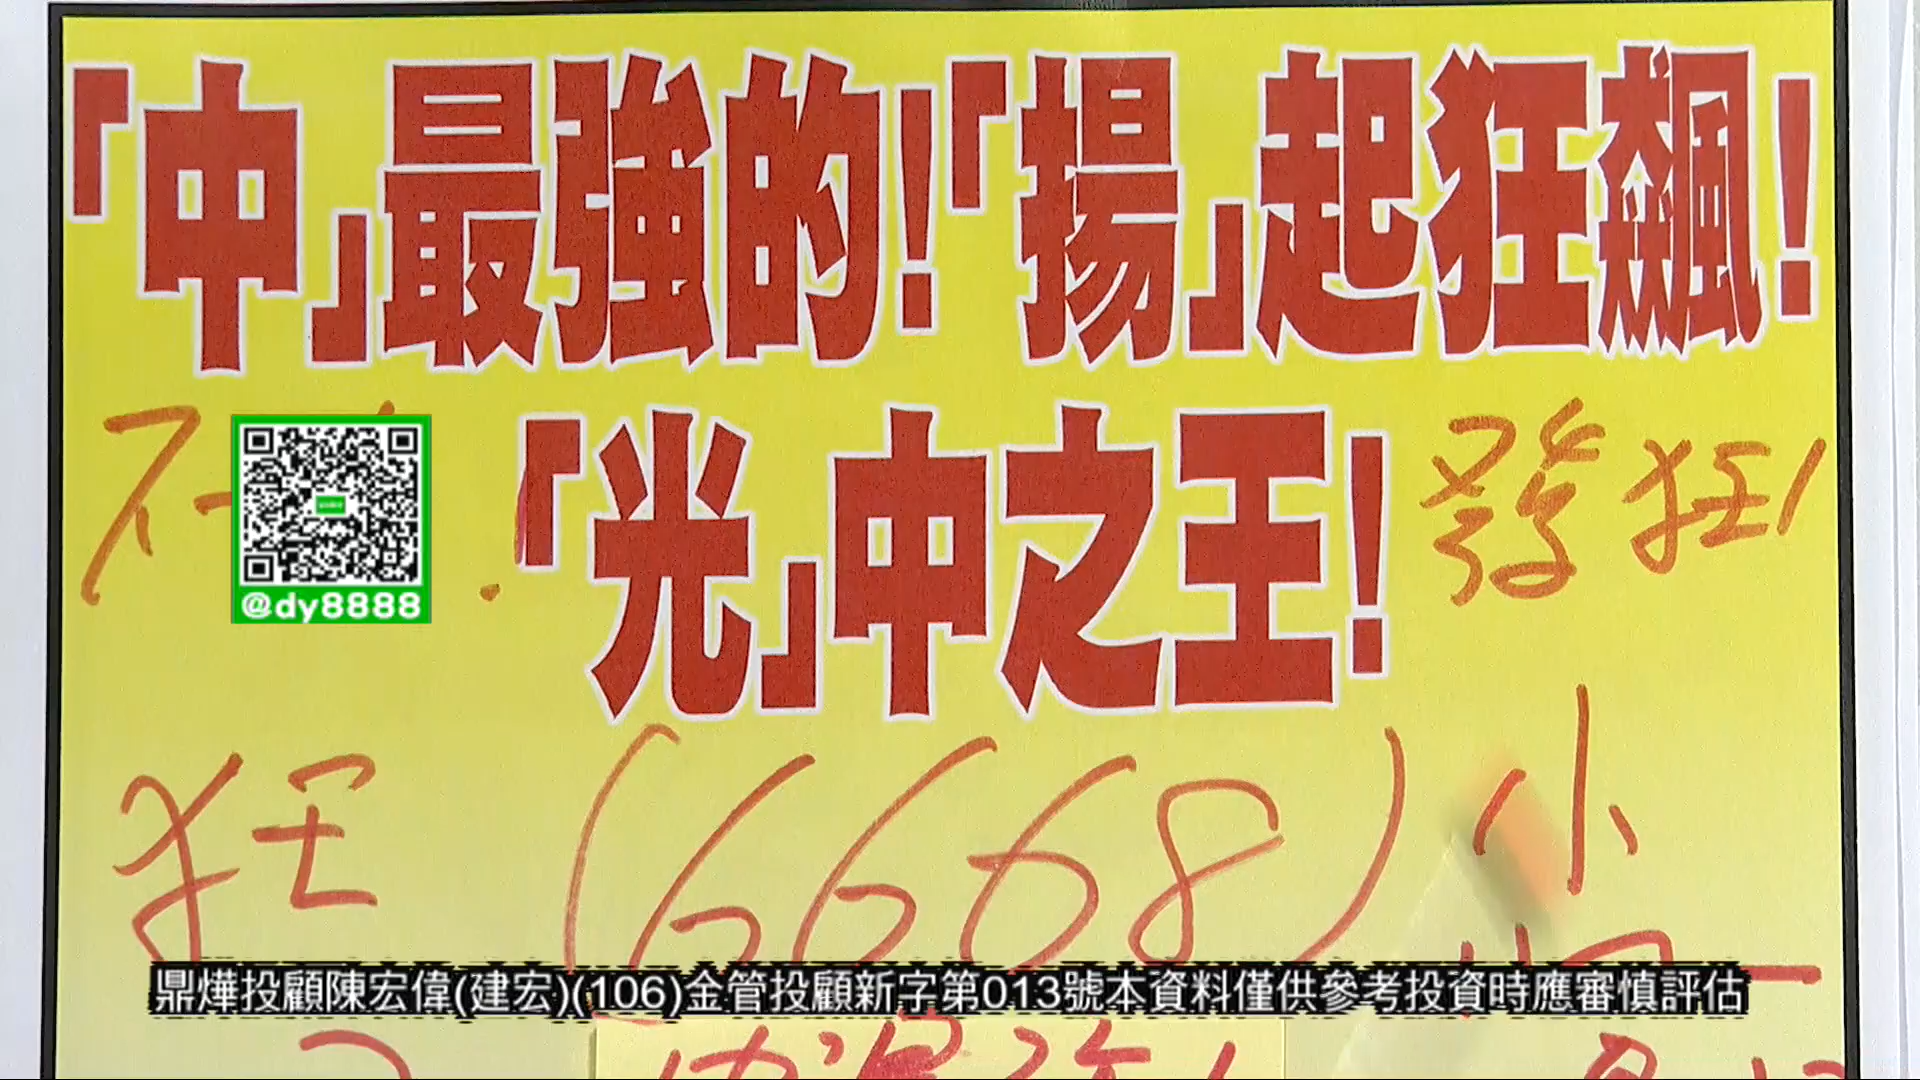 「中」最強的!「揚」起狂飆!
「光」中之王!
不
發狂!
@dy8888
狂
(6668)
小
鼎燁投顧陳宏偉(建宏)(106)金管投顧新字第013號本資料僅供參考投資時應審慎評估